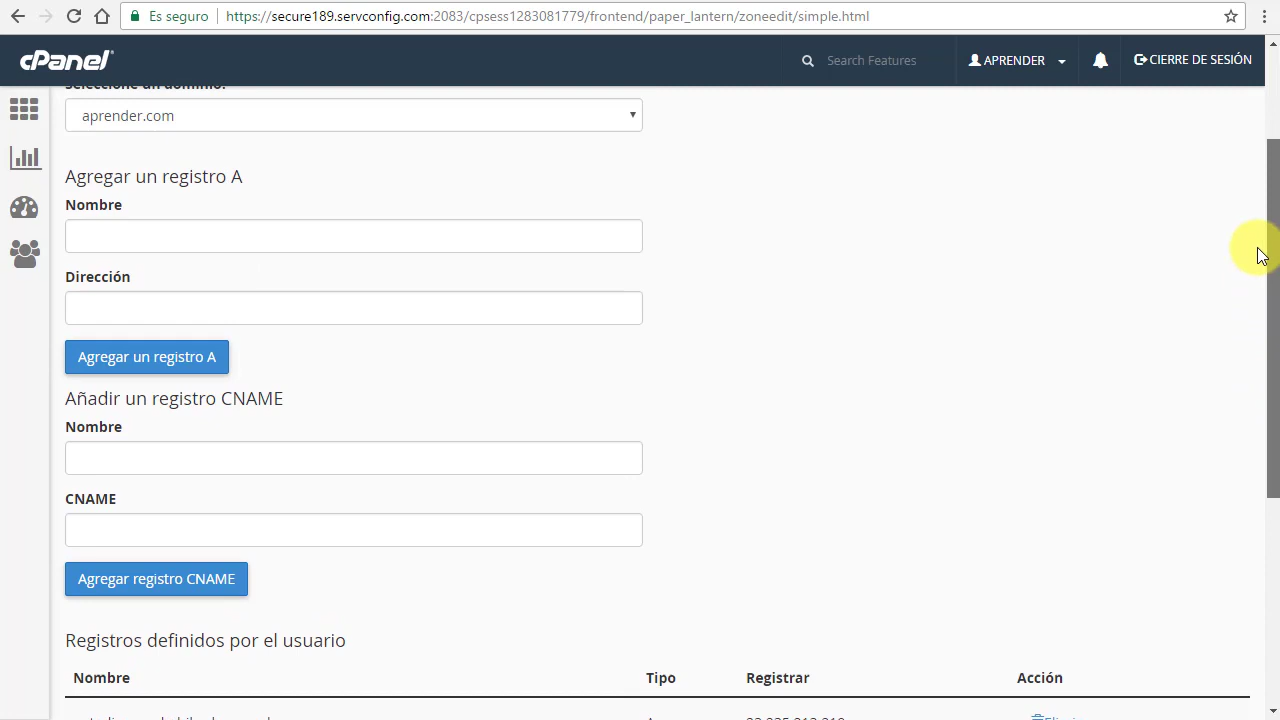 Es seguro https://secure189.servconfig.com:2083/cpsess1283081779/frontend/paper_lantern/zoneedit/simple.html
cPanel® Search Features APRENDER CIERRE DE SESIÓN
Seleccione un dominio:
aprender.com
Agregar un registro A
Nombre
Dirección
Agregar un registro A
Añadir un registro CNAME
Nombre
CNAME
Agregar registro CNAME
Registros definidos por el usuario
Nombre Tipo Registrar Acción